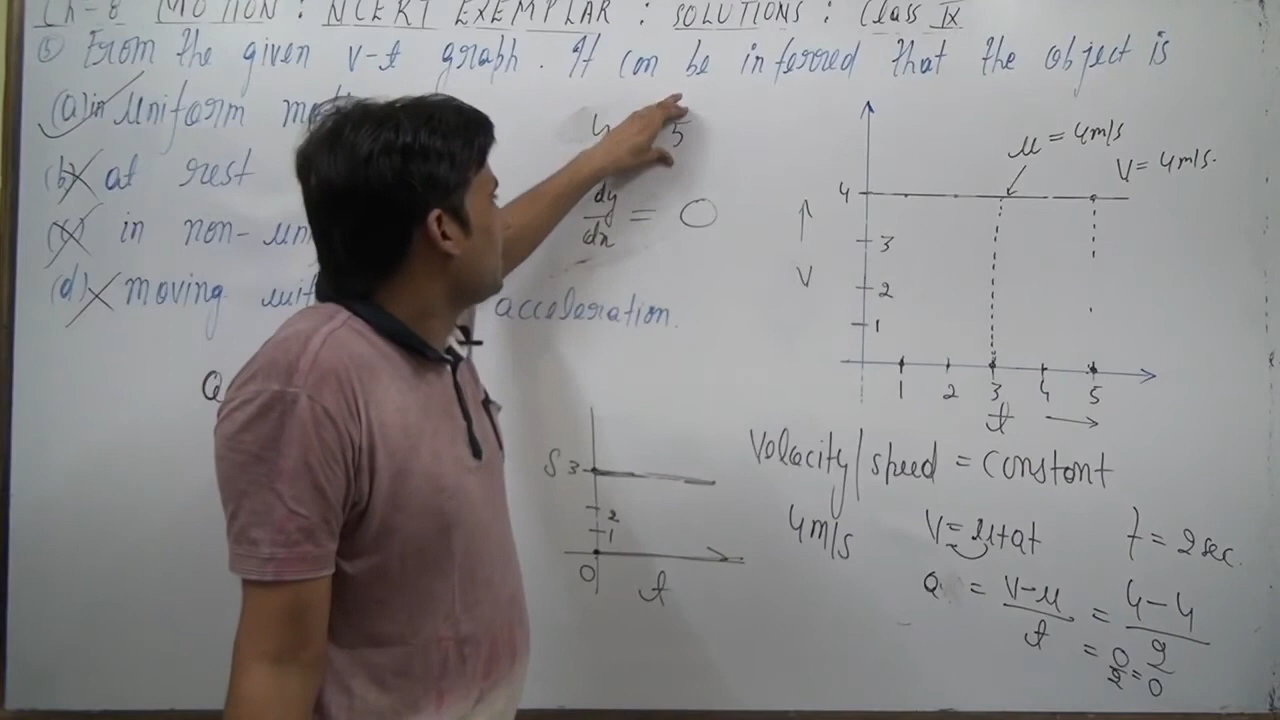 Ch-8 MOTION : NCERT EXEMPLAR : SOLUTIONS : Class IX
⑤ From the given v-t graph. It can be inferred that the object is
(a) in uniform
(b) at rest
(c) in non-
(d) moving acceleration.
5
dy/dx = 0
4
3
2
1
1 2 3 4 5
t
V
u = 4m/s
V = 4m/s.
S 3
2
1
0
t
Velocity/speed = constant
4m/s
V = u+at
t = 2sec.
a = V-u/t = 4-4/2
= 0/2 = 0